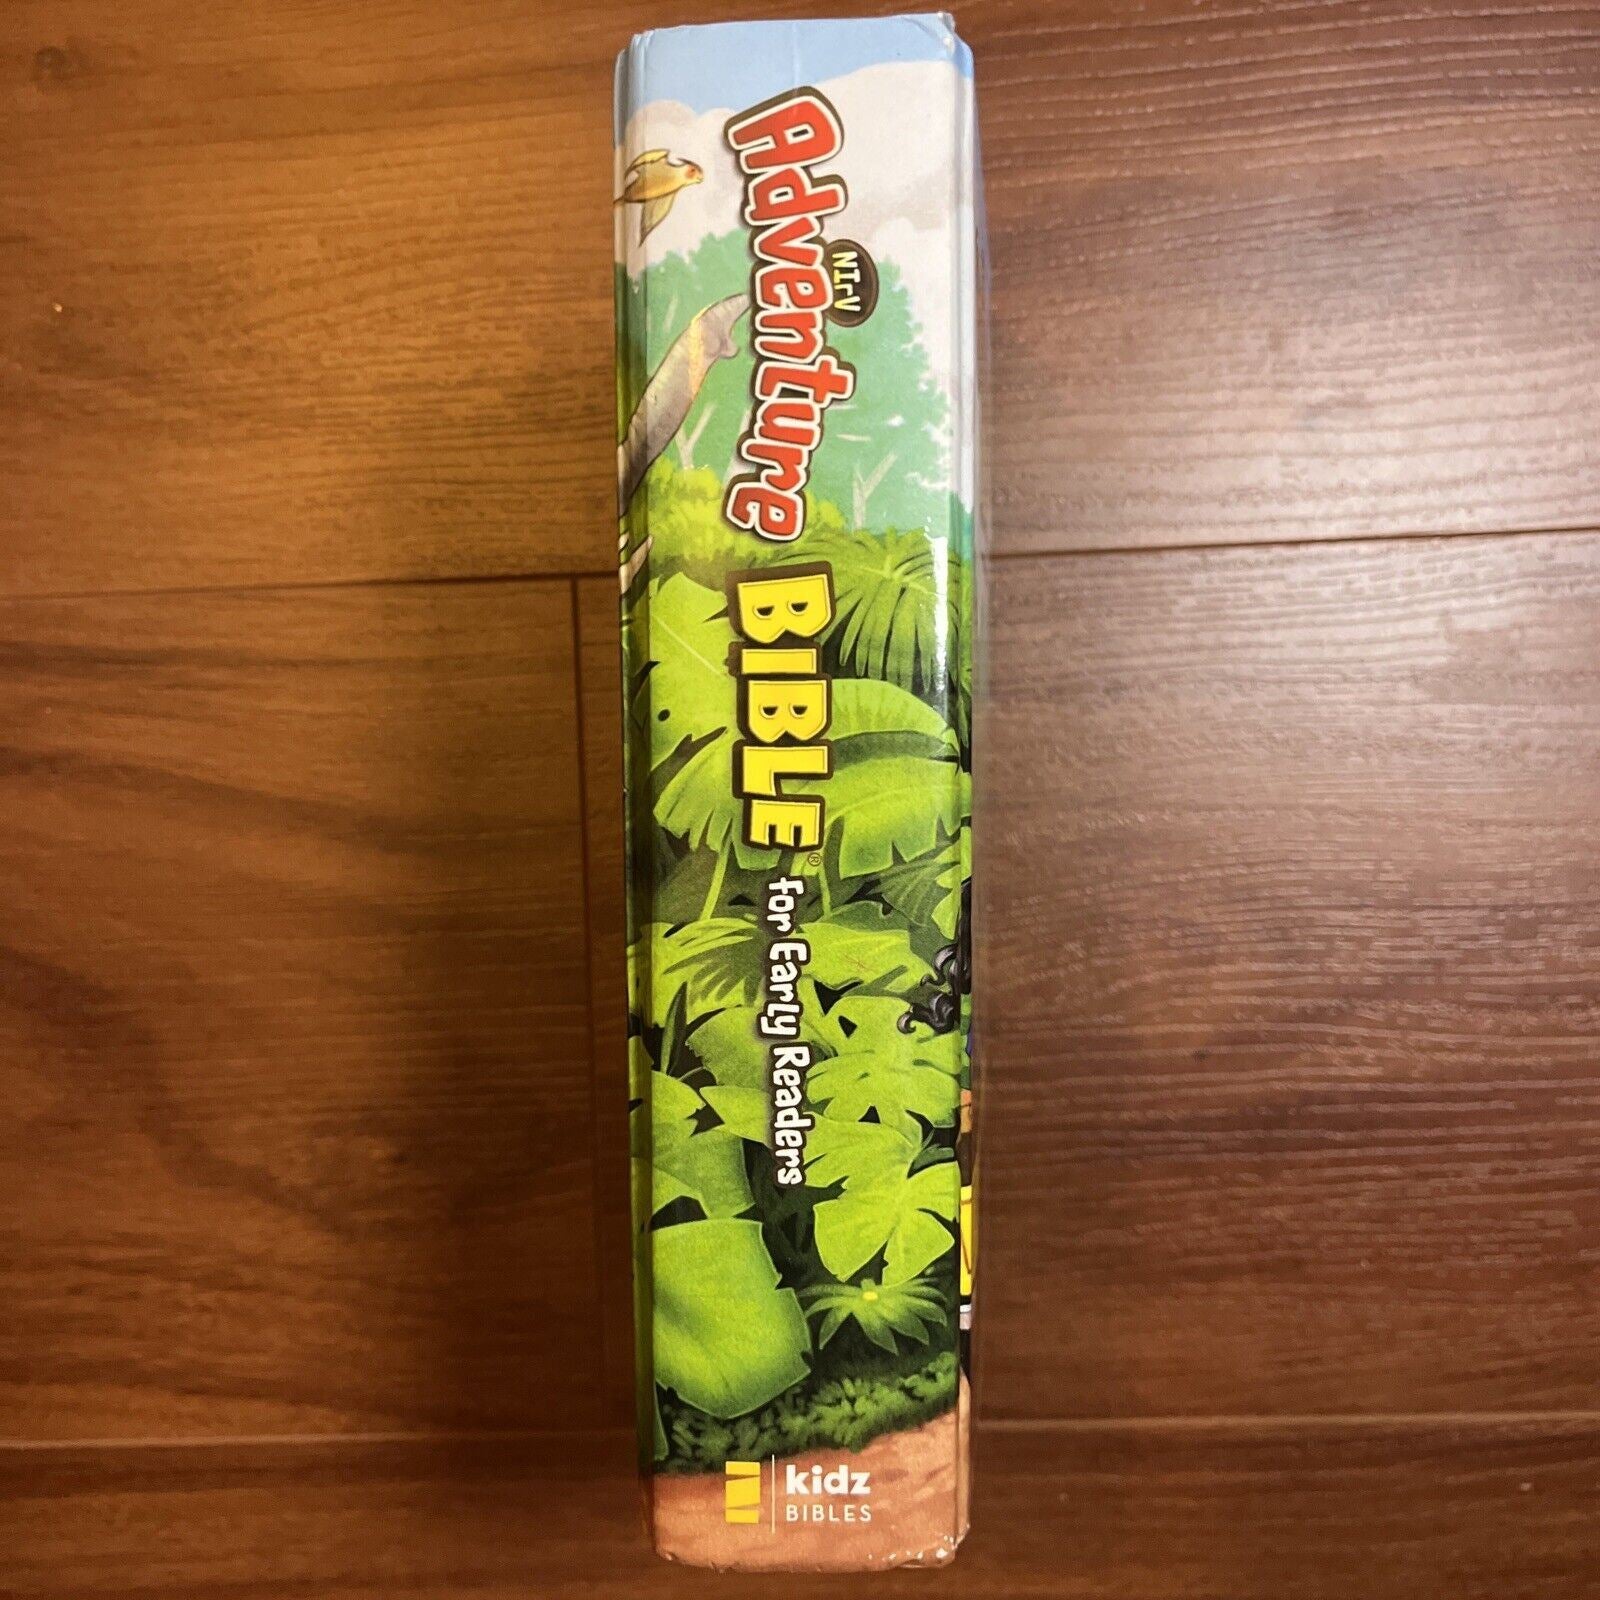 NIrV
Adventure
BIBLE®
for Early Readers
kidz
BIBLES